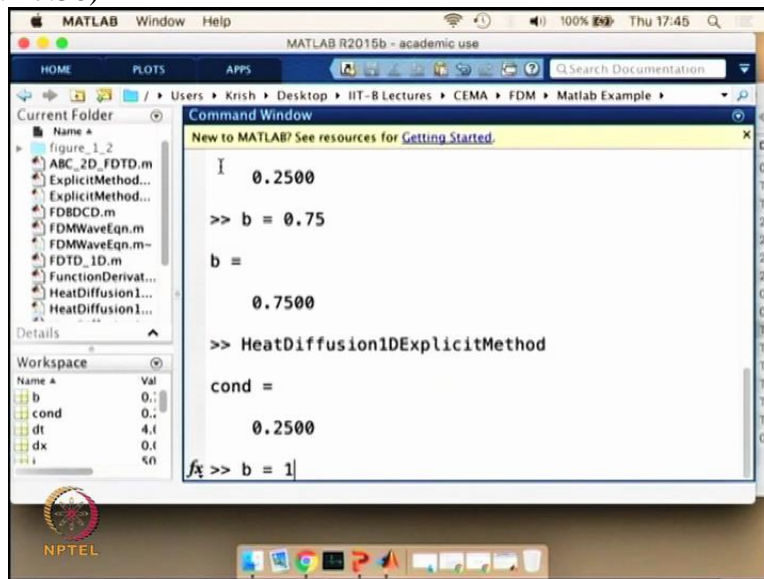 MATLAB Window Help 100% Thu 17:45
MATLAB R2015b - academic use
HOME PLOTS APPS Search Documentation
/ Users Krish Desktop IIT-B Lectures CEMA FDM Matlab Example
Current Folder
Name
figure_1_2
ABC_2D_FDTD.m
ExplicitMethod...
ExplicitMethod...
FDBDCD.m
FDMWaveEqn.m
FDMWaveEqn.m~
FDTD_1D.m
FunctionDerivat...
HeatDiffusion1...
HeatDiffusion1...
Details
Workspace
Name Val
b
cond
dt
dx
50
Command Window
New to MATLAB? See resources for Getting Started.
0.2500
>> b = 0.75
b =
0.7500
>> HeatDiffusion1DExplicitMethod
cond =
0.2500
fx >> b = 1
NPTEL